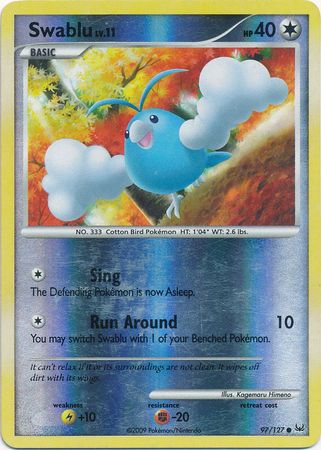 Swablu LV.11 HP 40
BASIC
NO. 333 Cotton Bird Pokémon HT: 1'04" WT: 2.6 lbs.
Sing
The Defending Pokémon is now Asleep.
Run Around 10
You may switch Swablu with 1 of your Benched Pokémon.
It can't relax if it or its surroundings are not clean. It wipes off
dirt with its wings.
Illus. Kagemaru Himeno
weakness resistance retreat cost
+10 -20
©2009 Pokémon/Nintendo 97/127